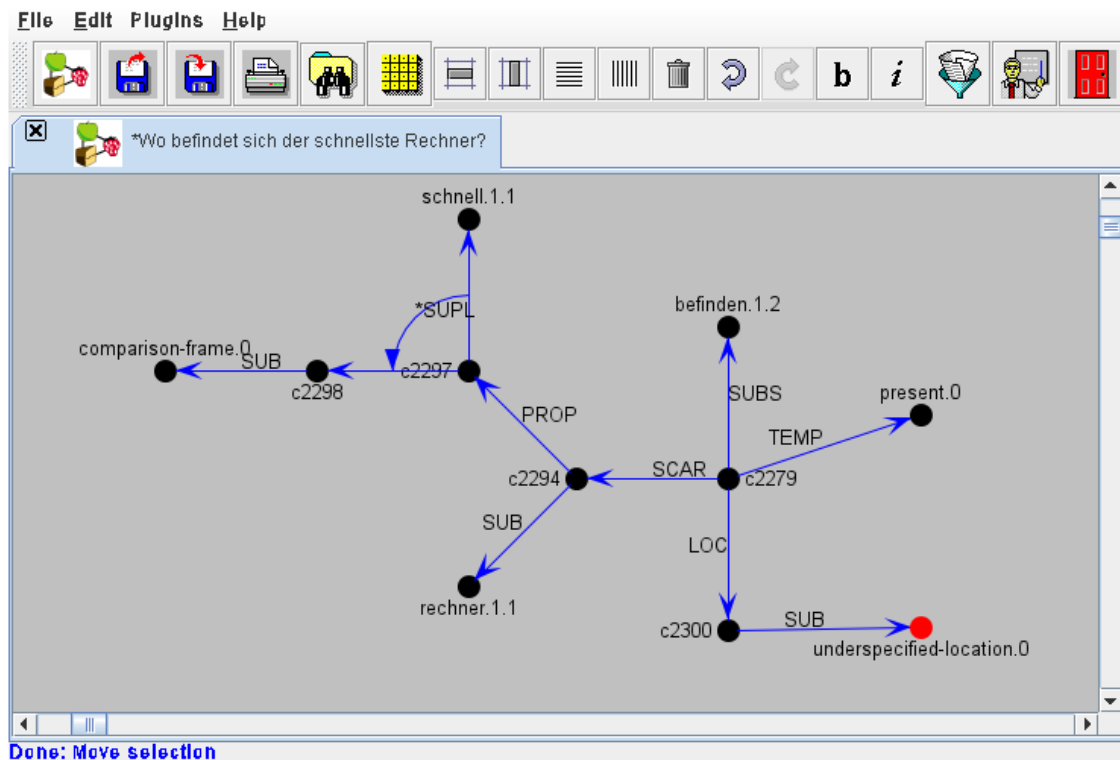 File Edit Plugins Help
b i
*Wo befindet sich der schnellste Rechner?
schnell.1.1
*SUPL
befinden.1.2
comparison-frame.0
SUB
c2297
c2298
SUBS
present.0
PROP
TEMP
c2294
SCAR
c2279
SUB
LOC
rechner.1.1
c2300
SUB
underspecified-location.0
Done: Move selection